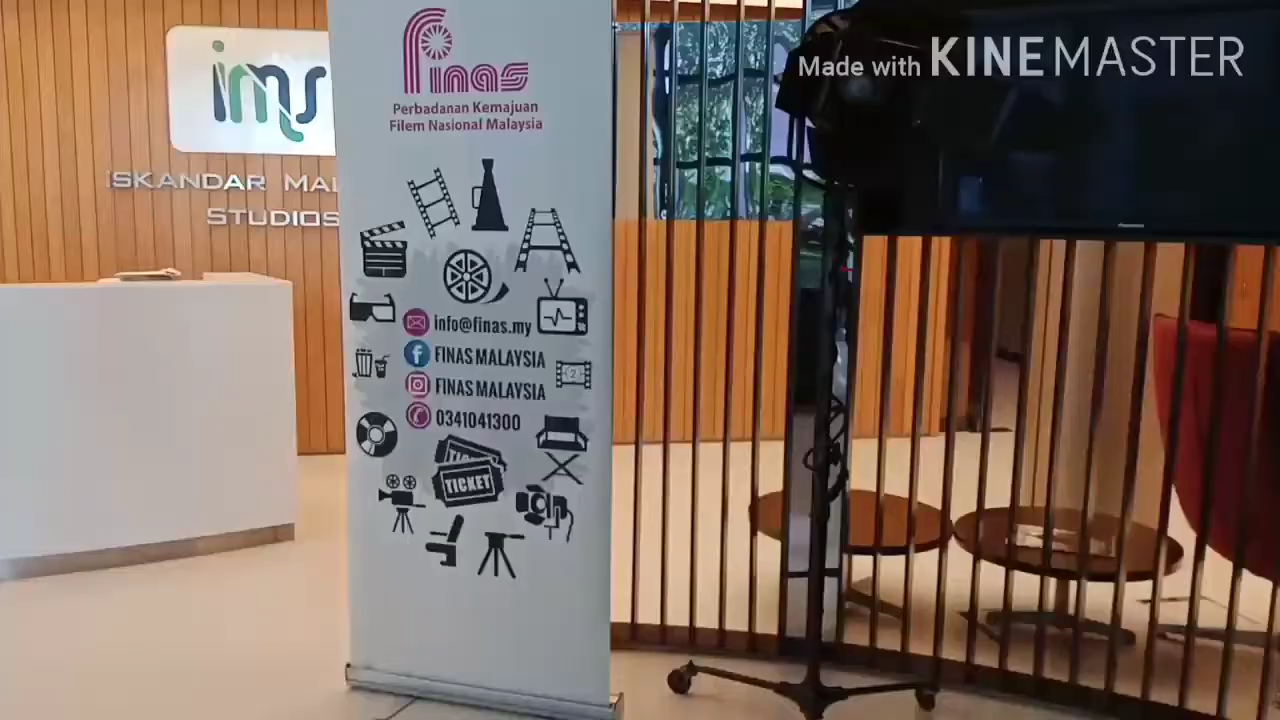 ims
ISKANDAR MAL
STUDIOS
Finas
Perbadanan Kemajuan
Filem Nasional Malaysia
info@finas.my
FINAS MALAYSIA
FINAS MALAYSIA
0341041300
TICKET
Made with KINEMASTER